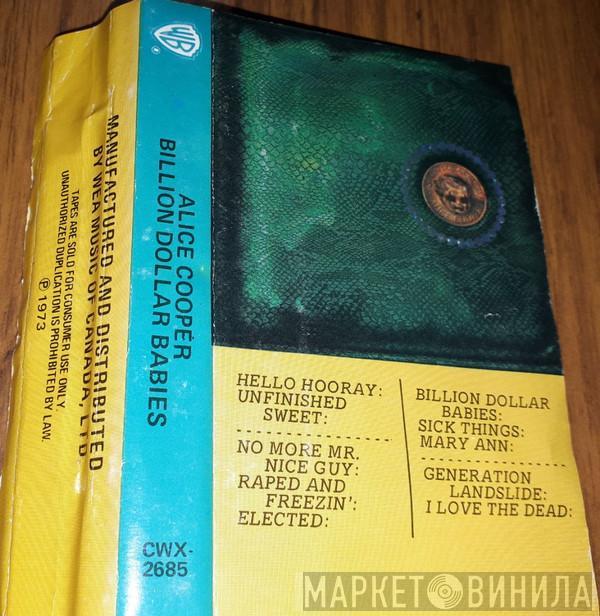 MANUFACTURED AND DISTRIBUTED
BY WEA MUSIC OF CANADA, LTD.
TAPES ARE SOLD FOR CONSUMER USE ONLY.
UNAUTHORIZED DUPLICATION IS PROHIBITED BY LAW.
Ⓟ 1973
WB
®
ALICE COOPER
BILLION DOLLAR BABIES
CWX-
2685
HELLO HOORAY:
UNFINISHED
SWEET:
NO MORE MR.
NICE GUY:
RAPED AND
FREEZIN':
ELECTED:
BILLION DOLLAR
BABIES:
SICK THINGS:
MARY ANN:
GENERATION
LANDSLIDE:
I LOVE THE DEAD:
МАРКЕТ ВИНИЛА